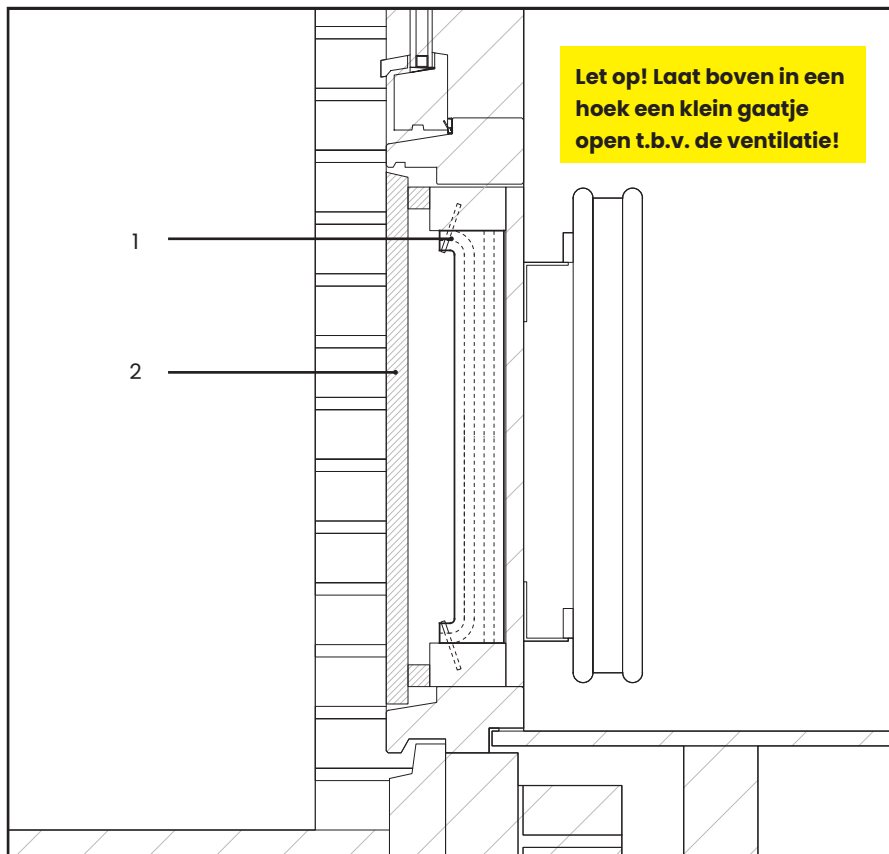 Let op! Laat boven in een
hoek een klein gaatje
open t.b.v. de ventilatie!
1
2